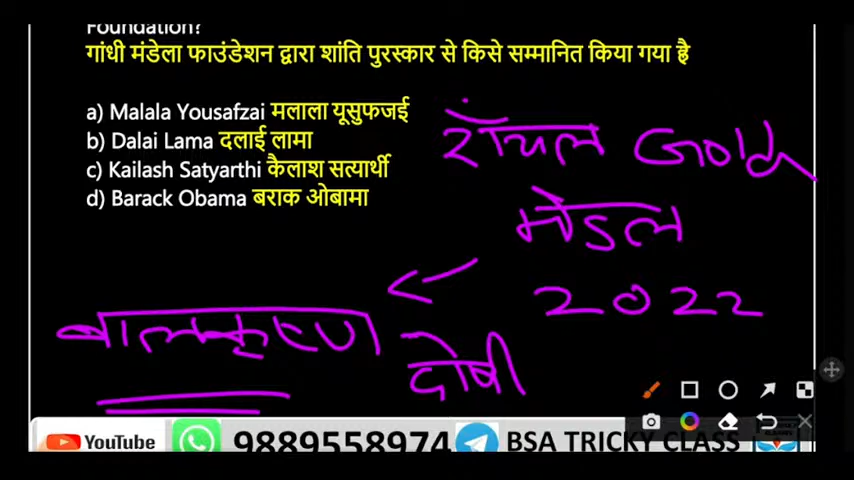 Foundation?
गांधी मंडेला फाउंडेशन द्वारा शांति पुरस्कार से किसे सम्मानित किया गया है
a) Malala Yousafzai मलाला यूसुफजई
b) Dalai Lama दलाई लामा
c) Kailash Satyarthi कैलाश सत्यार्थी
d) Barack Obama बराक ओबामा
रॉयल Gold
मेडल
2022
बालकृष्ण
दोषी
YouTube 9889558974 BSA TRICKY CLASS